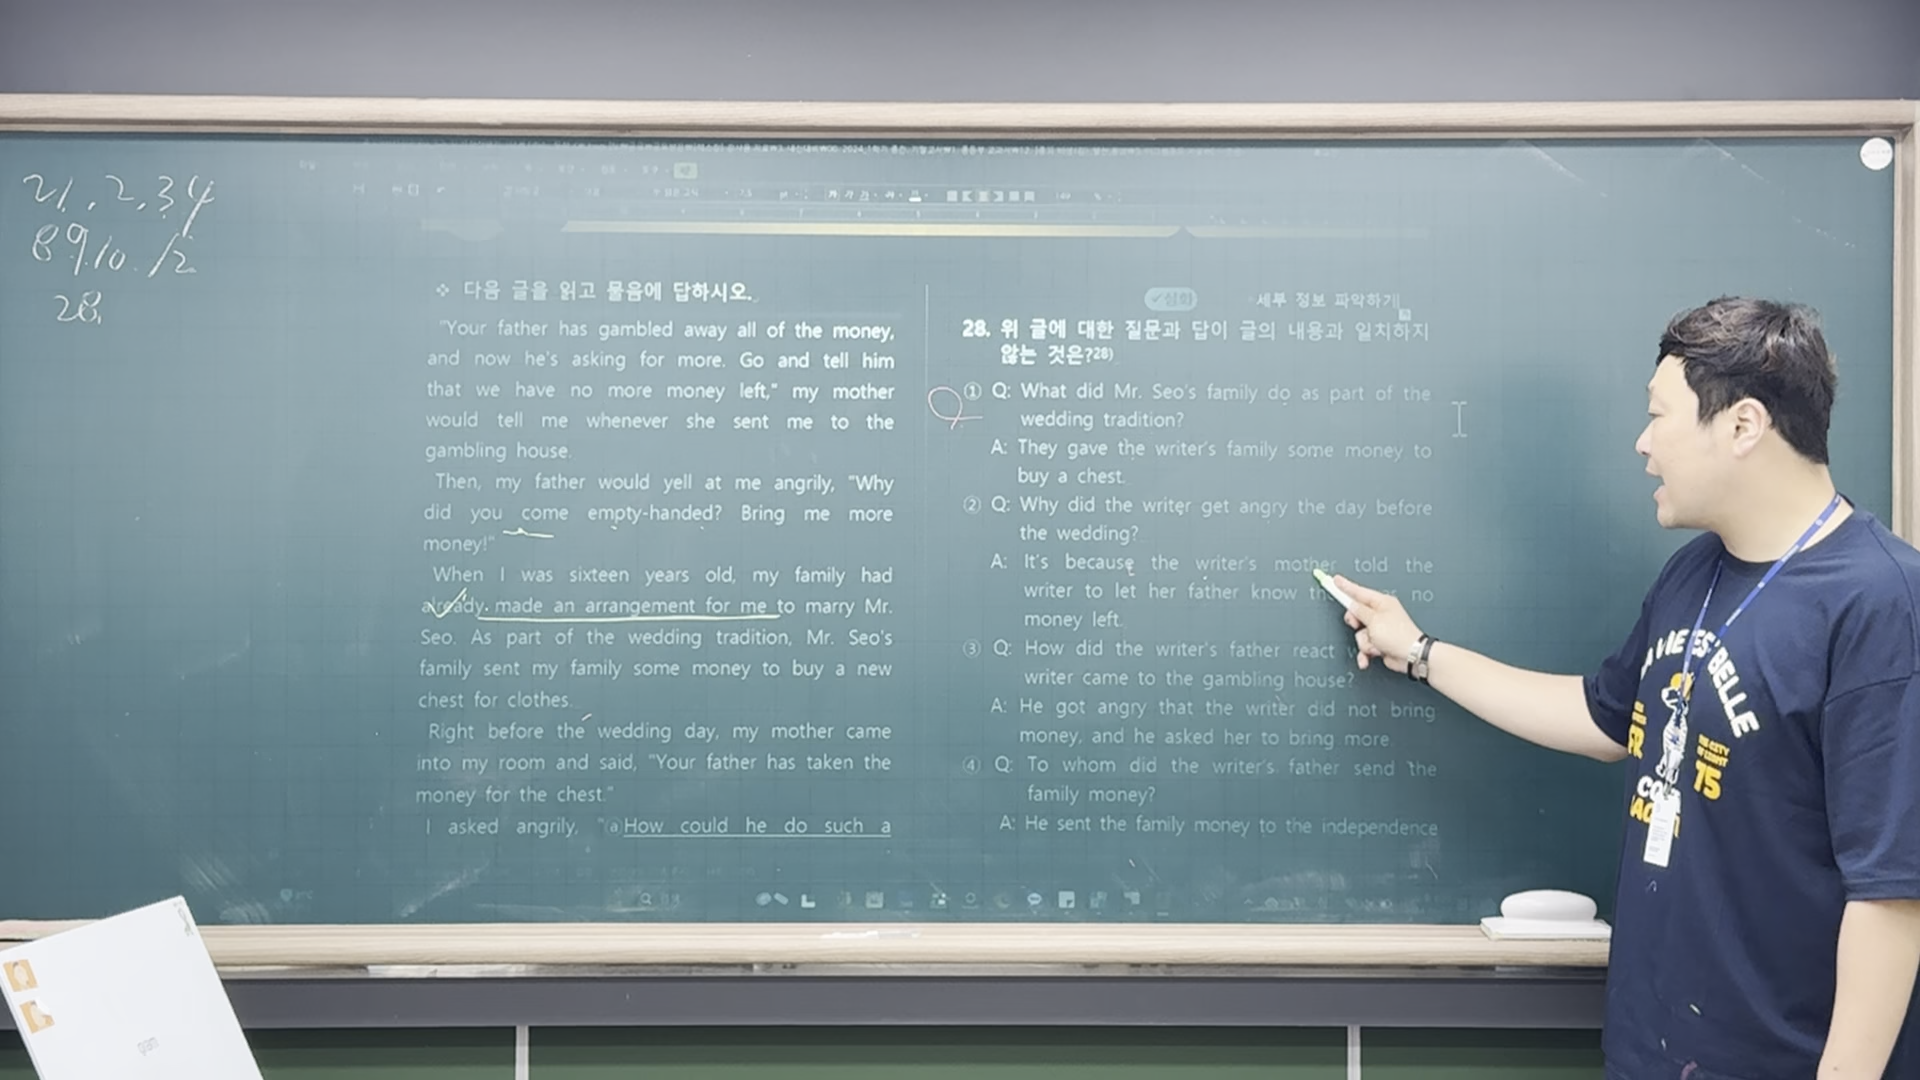 21, 2, 3 4
8 9 10. 12
28,
❖ 다음 글을 읽고 물음에 답하시오.
"Your father has gambled away all of the money,
and now he's asking for more. Go and tell him
that we have no more money left," my mother
would tell me whenever she sent me to the
gambling house.
Then, my father would yell at me angrily, "Why
did you come empty-handed? Bring me more
money!"
When I was sixteen years old, my family had
already made an arrangement for me to marry Mr.
Seo. As part of the wedding tradition, Mr. Seo's
family sent my family some money to buy a new
chest for clothes.
Right before the wedding day, my mother came
into my room and said, "Your father has taken the
money for the chest."
I asked angrily, "ⓐHow could he do such a
✓심화
세부 정보 파악하기
28. 위 글에 대한 질문과 답이 글의 내용과 일치하지
않는 것은?28)
① Q: What did Mr. Seo's family do as part of the
wedding tradition?
A: They gave the writer's family some money to
buy a chest.
② Q: Why did the writer get angry the day before
the wedding?
A: It's because the writer's mother told the
writer to let her father know no
money left.
③ Q: How did the writer's father react
writer came to the gambling house?
A: He got angry that the writer did not bring
money, and he asked her to bring more.
④ Q: To whom did the writer's father send the
family money?
A: He sent the family money to the independence
LA VIE EST BELLE
75
gram